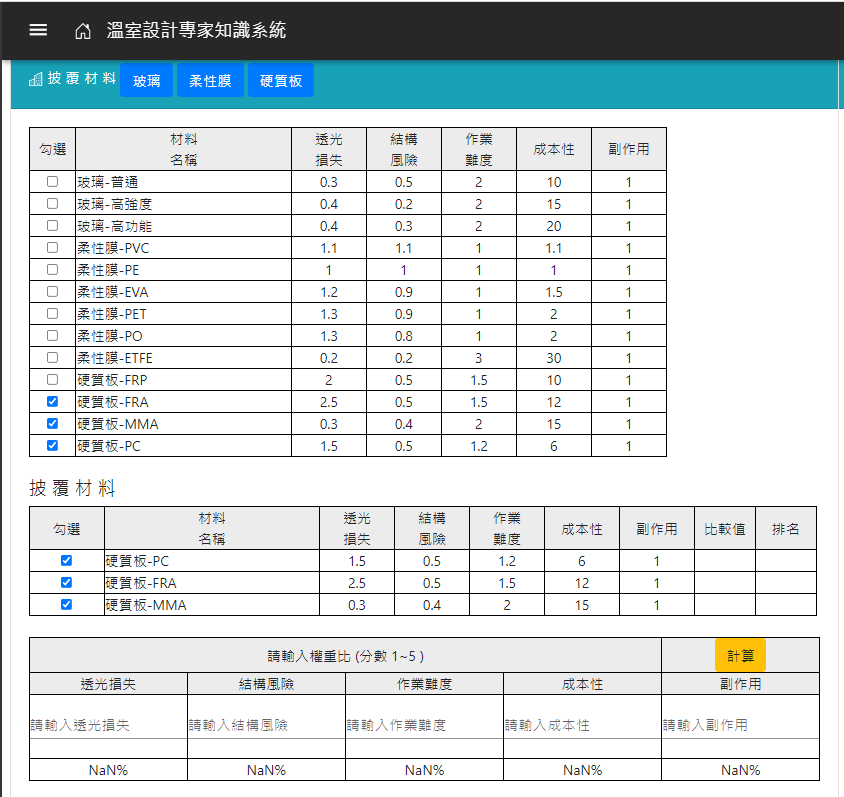 溫室設計專家知識系統
披覆材料 玻璃 柔性膜 硬質板
勾選 材料名稱 透光損失 結構風險 作業難度 成本性 副作用
玻璃-普通 0.3 0.5 2 10 1
玻璃-高強度 0.4 0.2 2 15 1
玻璃-高功能 0.4 0.3 2 20 1
柔性膜-PVC 1.1 1.1 1 1.1 1
柔性膜-PE 1 1 1 1 1
柔性膜-EVA 1.2 0.9 1 1.5 1
柔性膜-PET 1.3 0.9 1 2 1
柔性膜-PO 1.3 0.8 1 2 1
柔性膜-ETFE 0.2 0.2 3 30 1
硬質板-FRP 2 0.5 1.5 10 1
硬質板-FRA 2.5 0.5 1.5 12 1
硬質板-MMA 0.3 0.4 2 15 1
硬質板-PC 1.5 0.5 1.2 6 1
披覆材料
勾選 材料名稱 透光損失 結構風險 作業難度 成本性 副作用 比較值 排名
硬質板-PC 1.5 0.5 1.2 6 1
硬質板-FRA 2.5 0.5 1.5 12 1
硬質板-MMA 0.3 0.4 2 15 1
請輸入權重比 (分數 1~5 ) 計算
透光損失 結構風險 作業難度 成本性 副作用
請輸入透光損失 請輸入結構風險 請輸入作業難度 請輸入成本性 請輸入副作用
NaN% NaN% NaN% NaN% NaN%